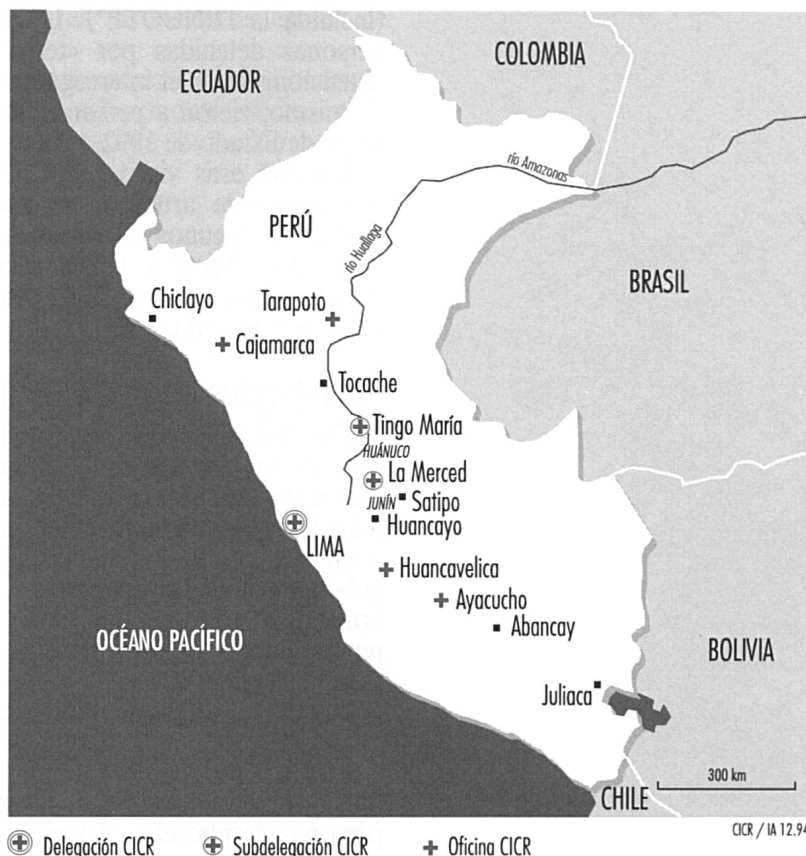 COLOMBIA
ECUADOR
río Amazonas
PERÚ
río Huallaga
BRASIL
Chiclayo
Tarapoto
Cajamarca
Tocache
Tingo María
HUÁNUCO
La Merced
JUNÍN
Satipo
Huancayo
LIMA
Huancavelica
Ayacucho
OCÉANO PACÍFICO
Abancay
BOLIVIA
Juliaca
300 km
CHILE
CICR / IA 12.94
Delegación CICR
Subdelegación CICR
Oficina CICR